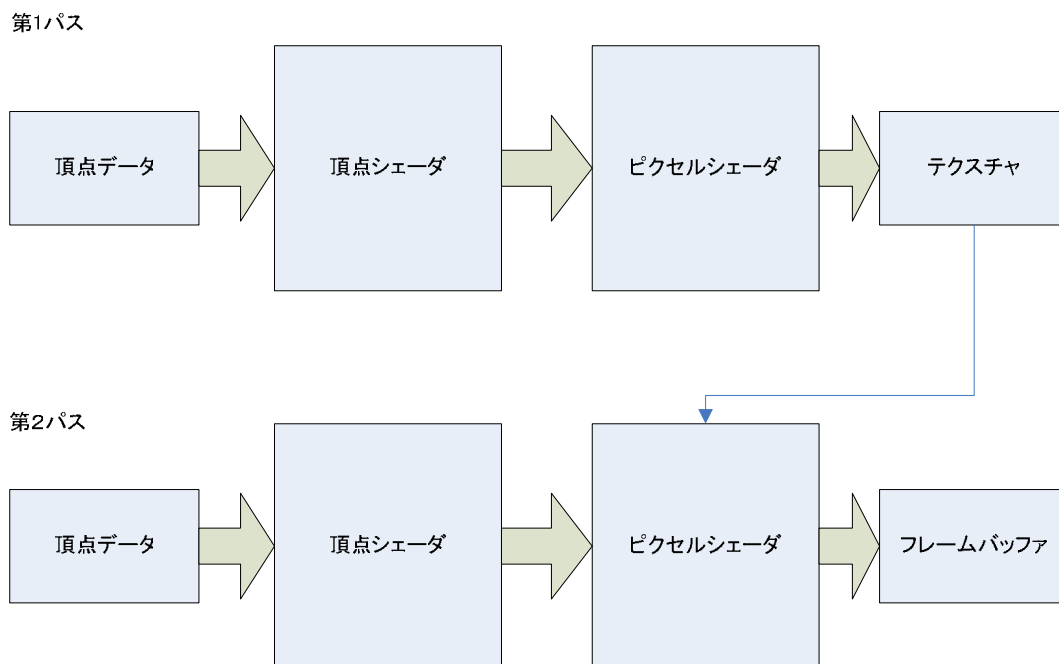 第1パス
頂点データ
頂点シェーダ
ピクセルシェーダ
テクスチャ
第2パス
頂点データ
頂点シェーダ
ピクセルシェーダ
フレームバッファ